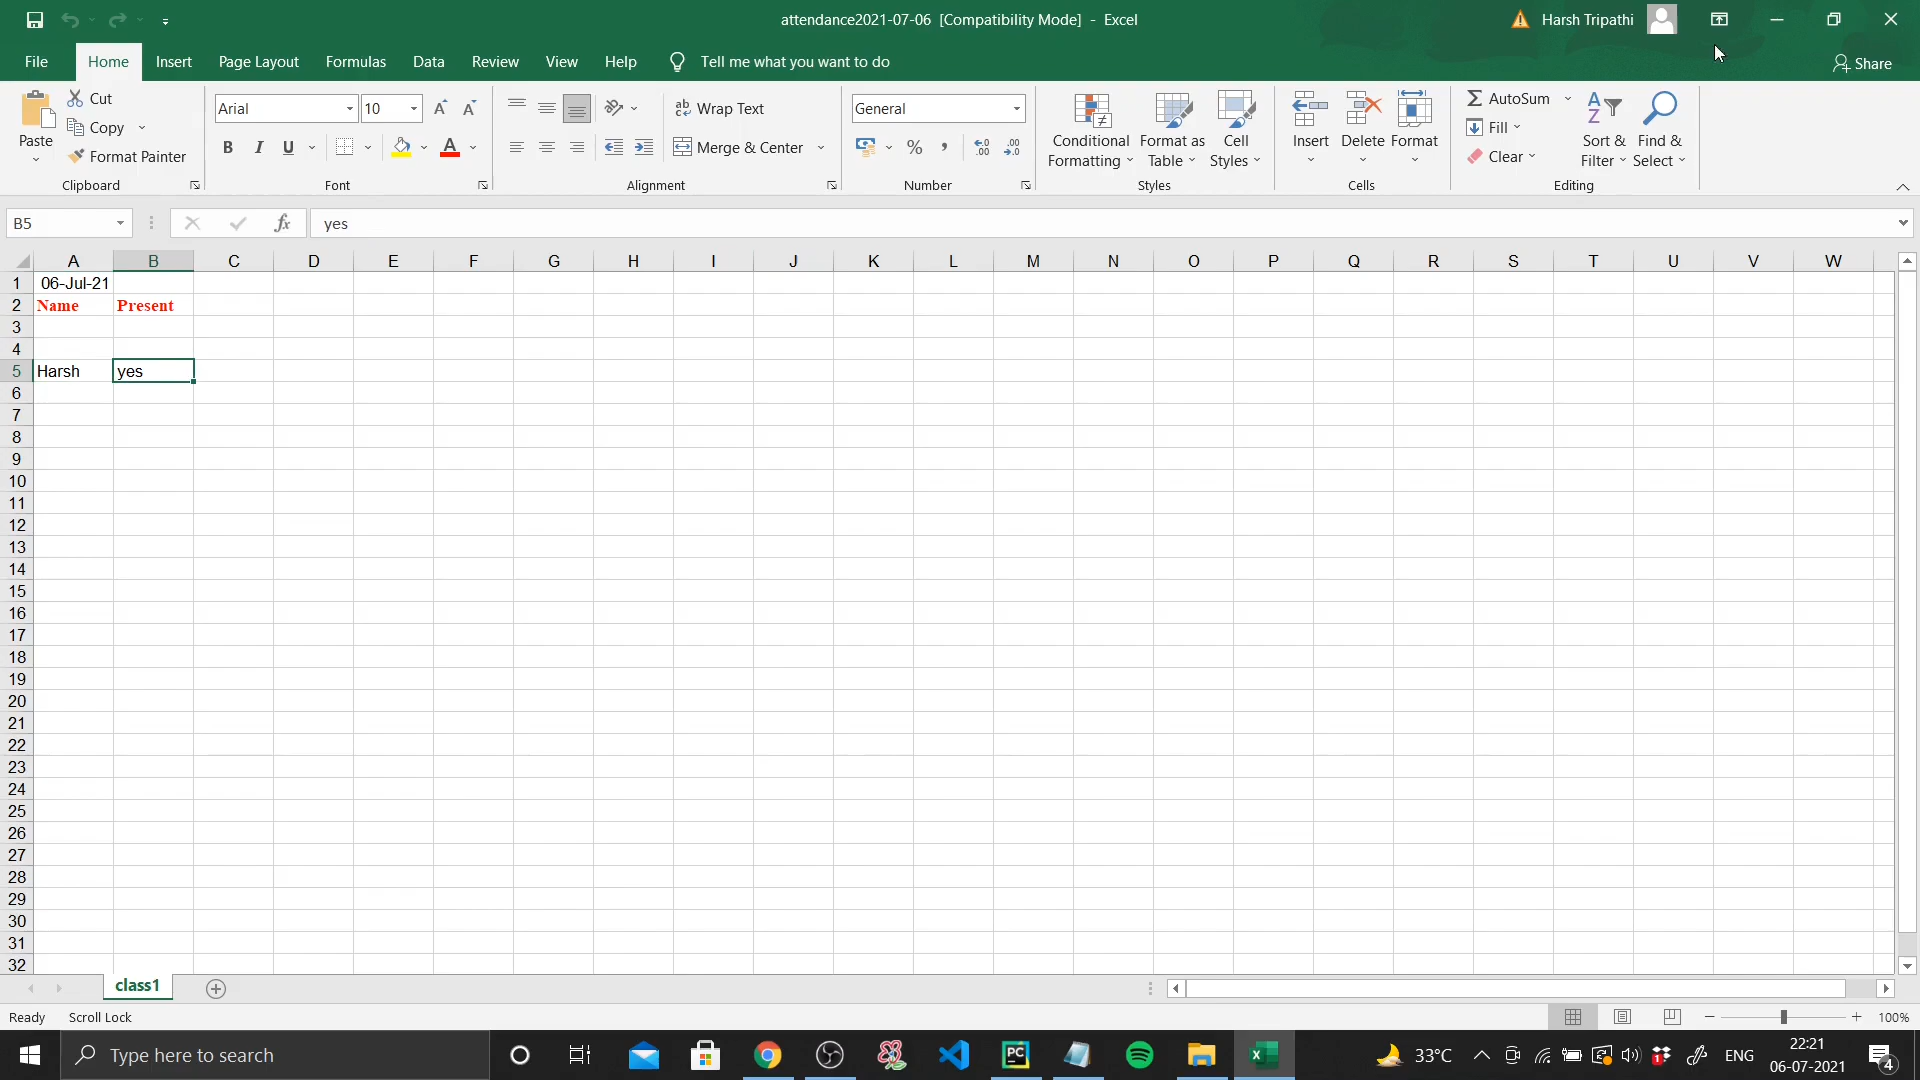 attendance2021-07-06 [Compatibility Mode] - Excel
Harsh Tripathi
File Home Insert Page Layout Formulas Data Review View Help Tell me what you want to do
Share
Paste
Cut
Copy
Format Painter
Clipboard
Arial 10
B I U A
Font
ab Wrap Text
Merge & Center
Alignment
General
% ,
Number
Conditional Formatting
Format as Table
Cell Styles
Styles
Insert
Delete
Format
Cells
AutoSum
Fill
Clear
Sort & Filter
Find & Select
Editing
B5 fx yes
A B C D E F G H I J K L M N O P Q R S T U V W
1 06-Jul-21
2 Name Present
3
4
5 Harsh yes
6
7
8
9
10
11
12
13
14
15
16
17
18
19
20
21
22
23
24
25
26
27
28
29
30
31
32
class1
Ready Scroll Lock
100%
Type here to search
PC
33°C
1
ENG
22:21
06-07-2021
4